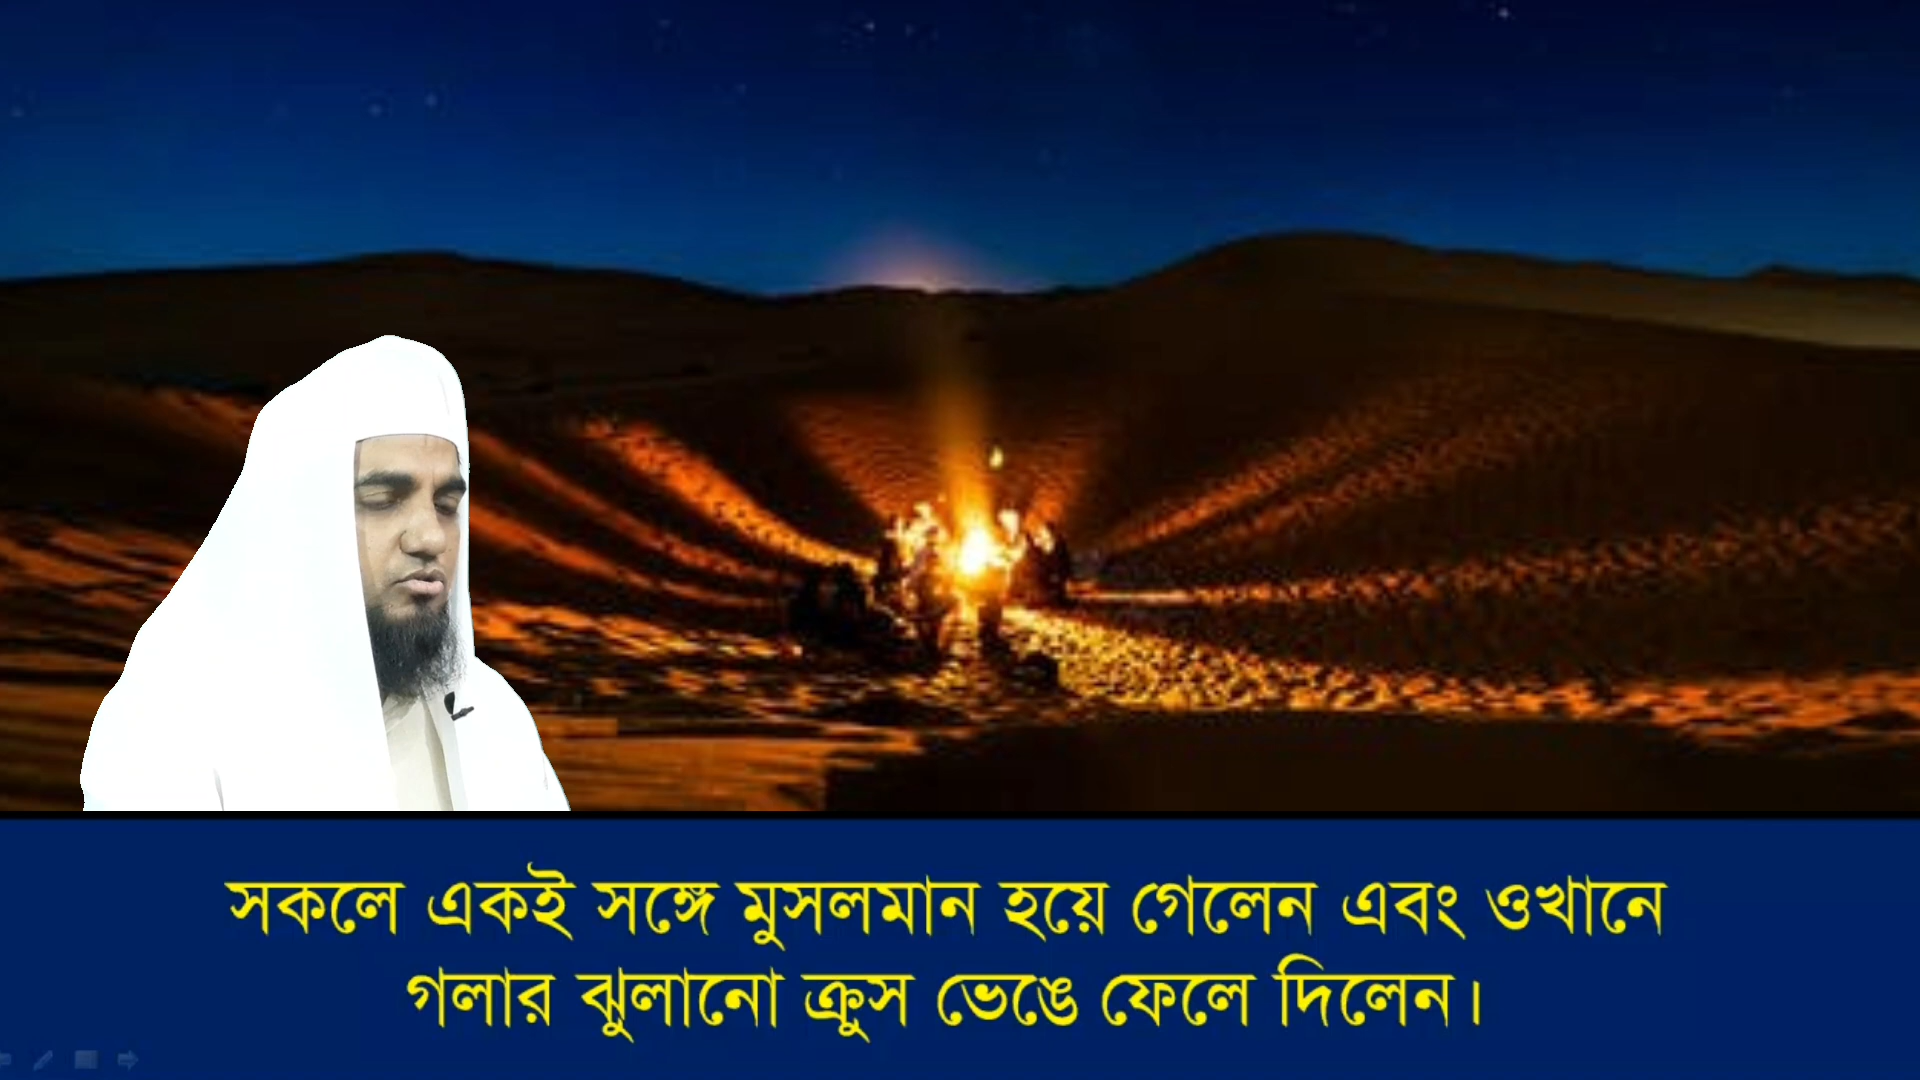 সকলে একই সঙ্গে মুসলমান হয়ে গেলেন এবং ওখানে
গলার ঝুলানো ক্রুস ভেঙে ফেলে দিলেন।